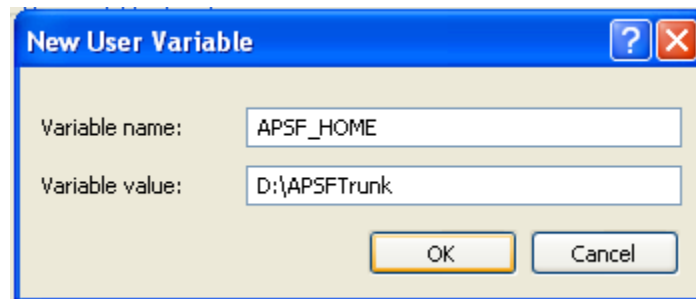 New User Variable
Variable name: APSF_HOME
Variable value: D:\APSFTrunk
OK Cancel